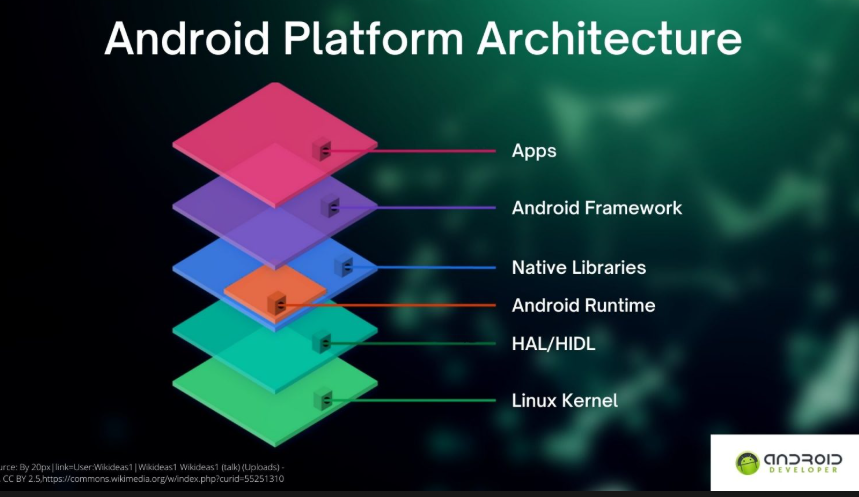 Android Platform Architecture
Apps
Android Framework
Native Libraries
Android Runtime
HAL/HIDL
Linux Kernel
urce: By 20px|link=User:Wikideas1|Wikideas1 Wikideas1 (talk) (Uploads) -
CC BY 2.5,https://commons.wikimedia.org/w/index.php?curid=55251310
ANDROID
DEVELOPER